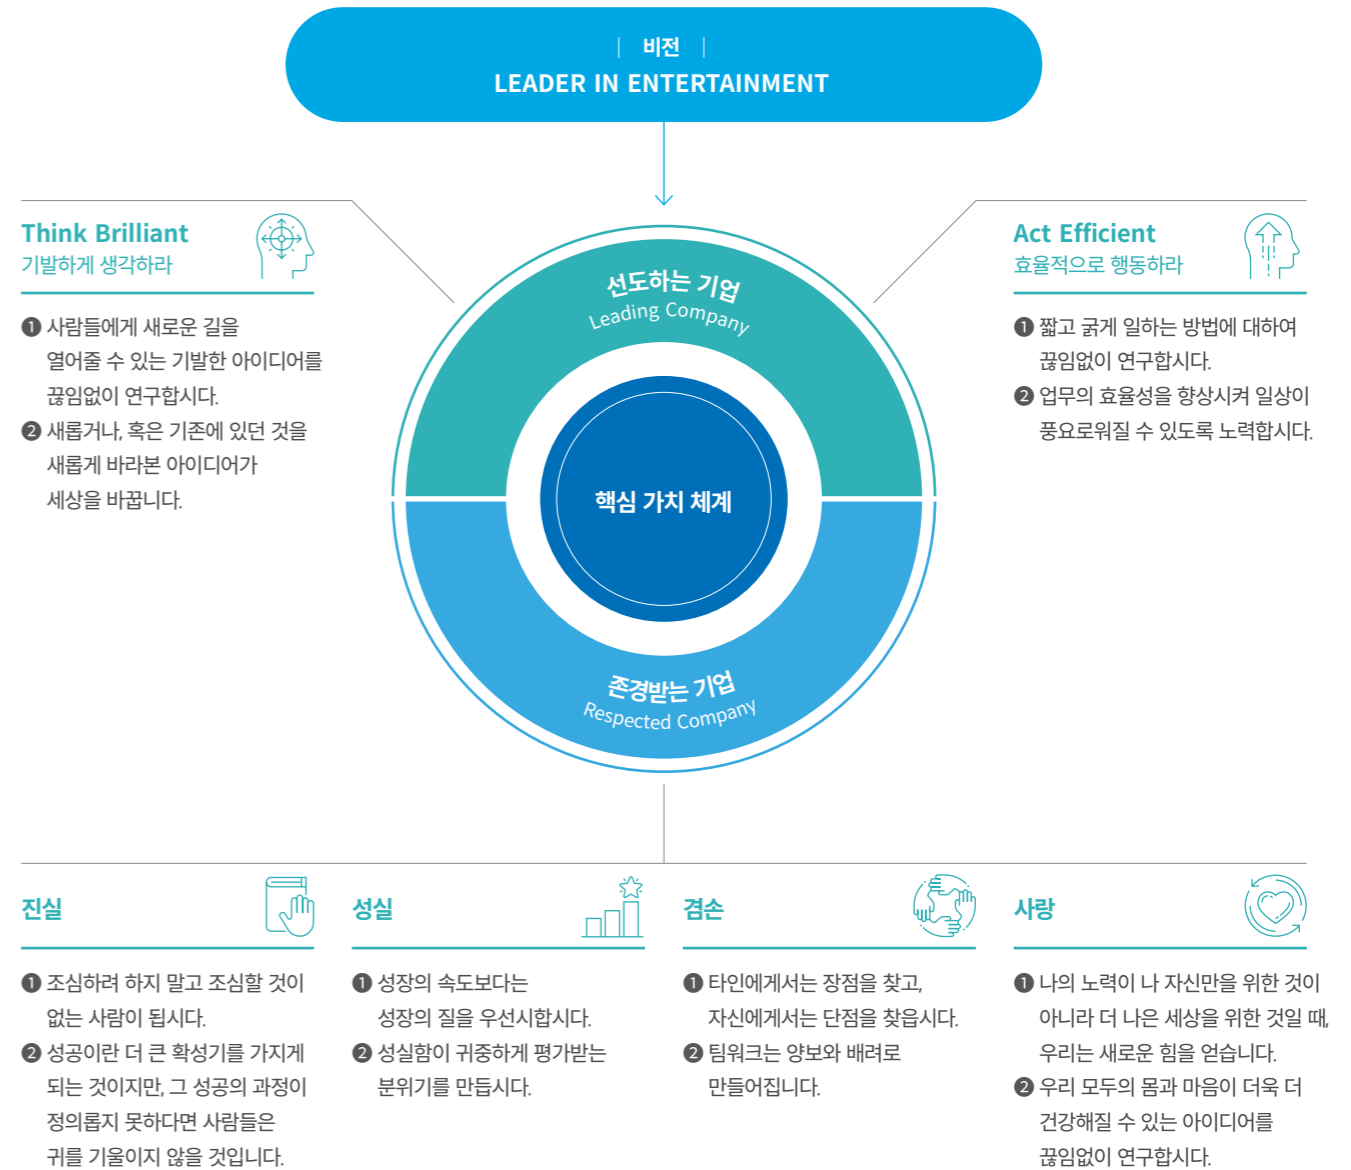 비전
LEADER IN ENTERTAINMENT
Think Brilliant
기발하게 생각하라
❶ 사람들에게 새로운 길을
열어줄 수 있는 기발한 아이디어를
끊임없이 연구합시다.
❷ 새롭거나, 혹은 기존에 있던 것을
새롭게 바라본 아이디어가
세상을 바꿉니다.
Act Efficient
효율적으로 행동하라
❶ 짧고 굵게 일하는 방법에 대하여
끊임없이 연구합시다.
❷ 업무의 효율성을 향상시켜 일상이
풍요로워질 수 있도록 노력합시다.
선도하는 기업
Leading Company
핵심 가치 체계
존경받는 기업
Respected Company
진실
❶ 조심하려 하지 말고 조심할 것이
없는 사람이 됩시다.
❷ 성공이란 더 큰 확성기를 가지게
되는 것이지만, 그 성공의 과정이
정의롭지 못하다면 사람들은
귀를 기울이지 않을 것입니다.
성실
❶ 성장의 속도보다는
성장의 질을 우선시합시다.
❷ 성실함이 귀중하게 평가받는
분위기를 만듭시다.
겸손
❶ 타인에게서는 장점을 찾고,
자신에게서는 단점을 찾읍시다.
❷ 팀워크는 양보와 배려로
만들어집니다.
사랑
❶ 나의 노력이 나 자신만을 위한 것이
아니라 더 나은 세상을 위한 것일 때,
우리는 새로운 힘을 얻습니다.
❷ 우리 모두의 몸과 마음이 더욱 더
건강해질 수 있는 아이디어를
끊임없이 연구합시다.